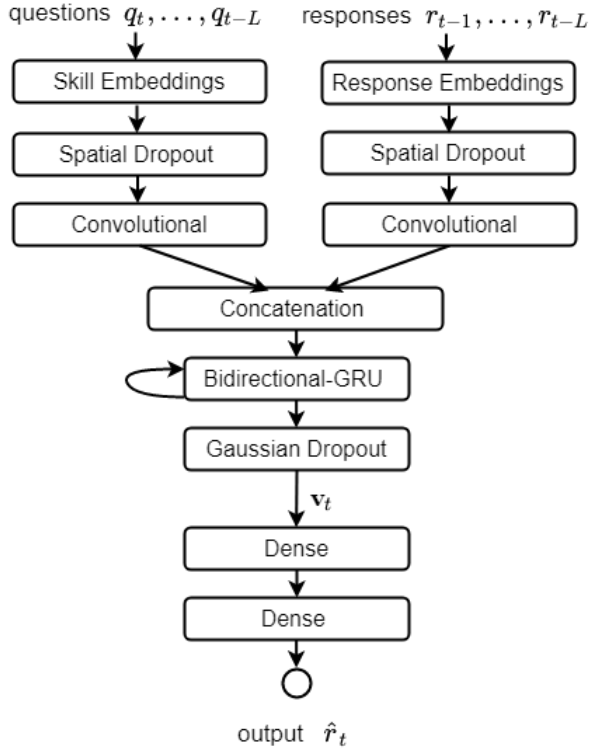 questions q_t, ..., q_{t-L}
responses r_{t-1}, ..., r_{t-L}
Skill Embeddings
Response Embeddings
Spatial Dropout
Spatial Dropout
Convolutional
Convolutional
Concatenation
Bidirectional-GRU
Gaussian Dropout
v_t
Dense
Dense
output r̂_t